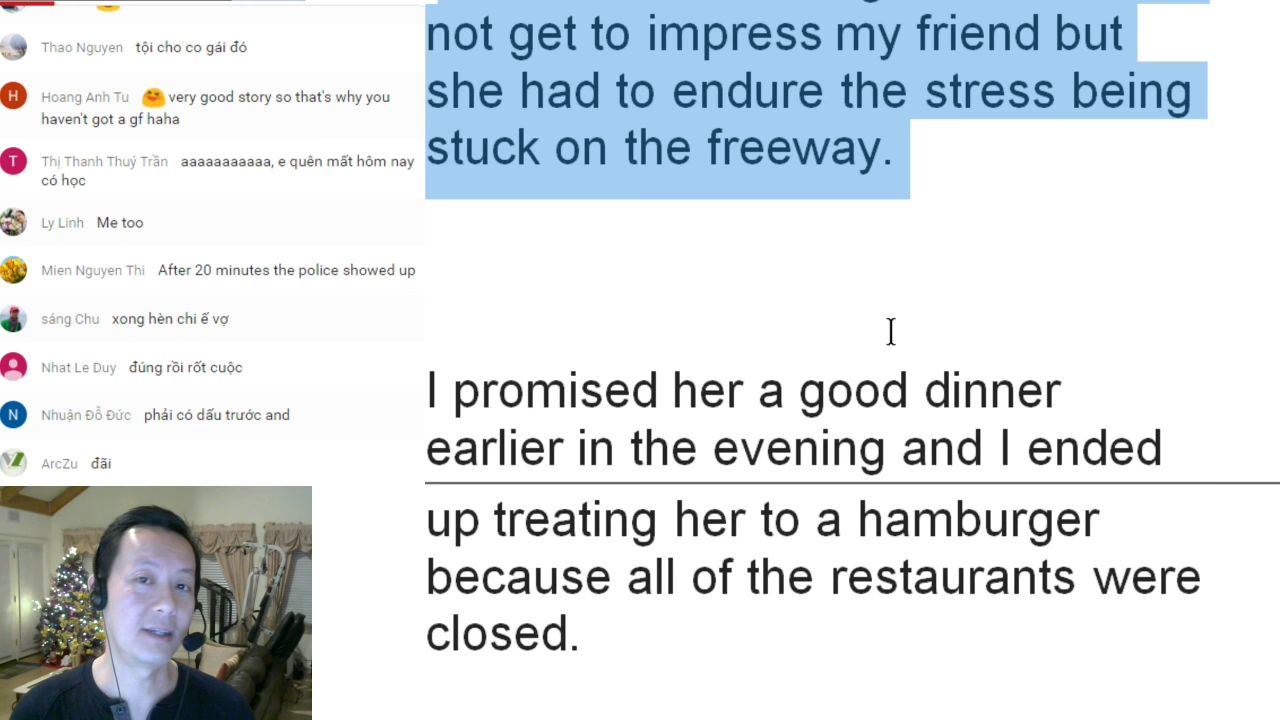 Thao Nguyen tội cho co gái đó
Hoang Anh Tu very good story so that's why you
haven't got a gf haha
Thị Thanh Thuý Trần aaaaaaaaaaa, e quên mất hôm nay
có học
Ly Linh Me too
Mien Nguyen Thi After 20 minutes the police showed up
sáng Chu xong hèn chi ế vợ
Nhat Le Duy đúng rồi rốt cuộc
Nhuận Đỗ Đức phải có dấu trước and
ArcZu đãi
H
T
N
not get to impress my friend but
she had to endure the stress being
stuck on the freeway.
I promised her a good dinner
earlier in the evening and I ended
up treating her to a hamburger
because all of the restaurants were
closed.